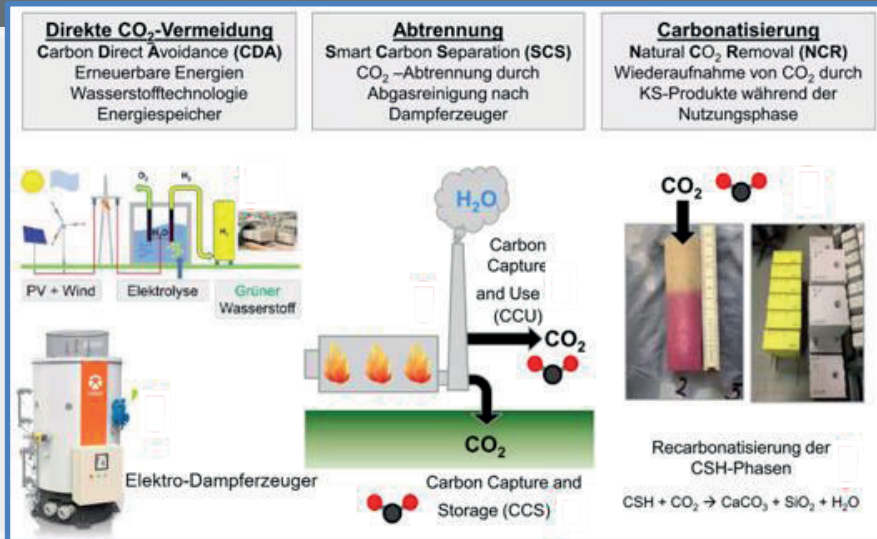 Direkte CO₂-Vermeidung
Carbon Direct Avoidance (CDA)
Erneuerbare Energien
Wasserstofftechnologie
Energiespeicher
Abtrennung
Smart Carbon Separation (SCS)
CO₂ –Abtrennung durch
Abgasreinigung nach
Dampferzeuger
Carbonatisierung
Natural CO₂ Removal (NCR)
Wiederaufnahme von CO₂ durch
KS-Produkte während der
Nutzungsphase
O₂
H₂
H₂O
H₂
PV + Wind
Elektrolyse
Grüner
Wasserstoff
Elektro-Dampferzeuger
H₂O
Carbon
Capture
and Use
(CCU)
CO₂
CO₂
Carbon Capture and
Storage (CCS)
CO₂
2
Recarbonatisierung der
CSH-Phasen
CSH + CO₂ → CaCO₃ + SiO₂ + H₂O